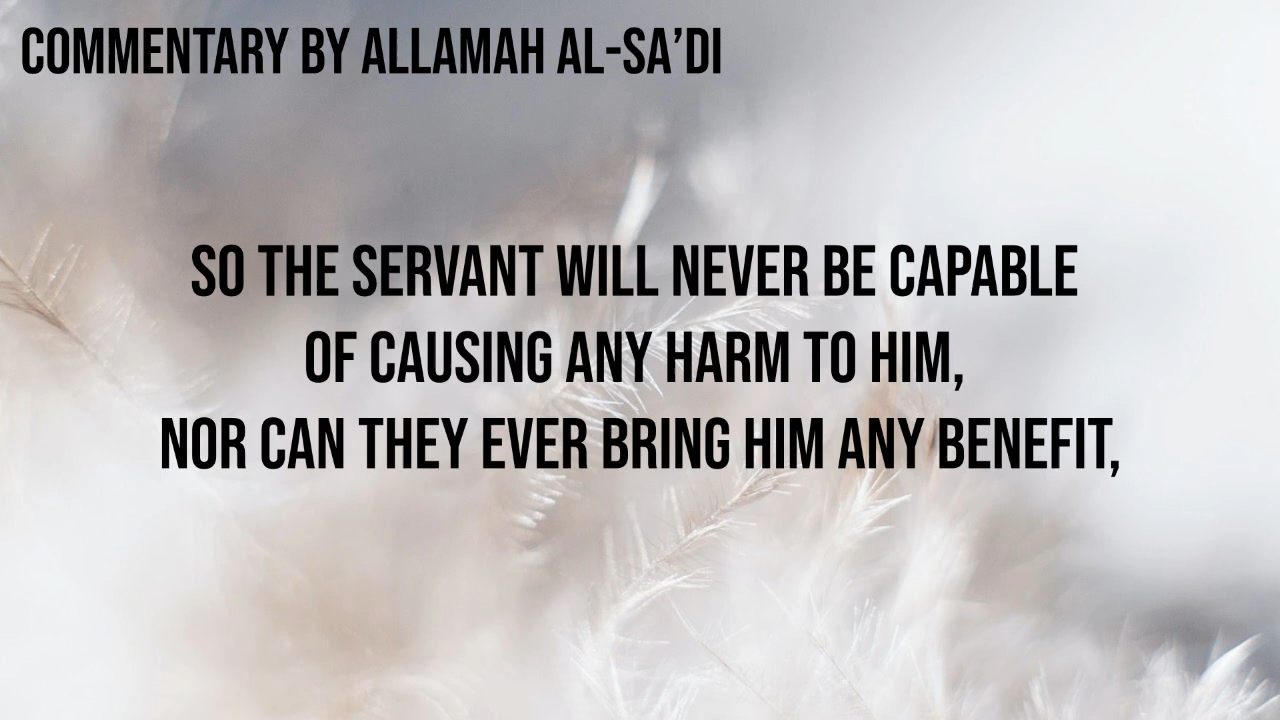 COMMENTARY BY ALLAMAH AL-SA’DI
SO THE SERVANT WILL NEVER BE CAPABLE
OF CAUSING ANY HARM TO HIM,
NOR CAN THEY EVER BRING HIM ANY BENEFIT,